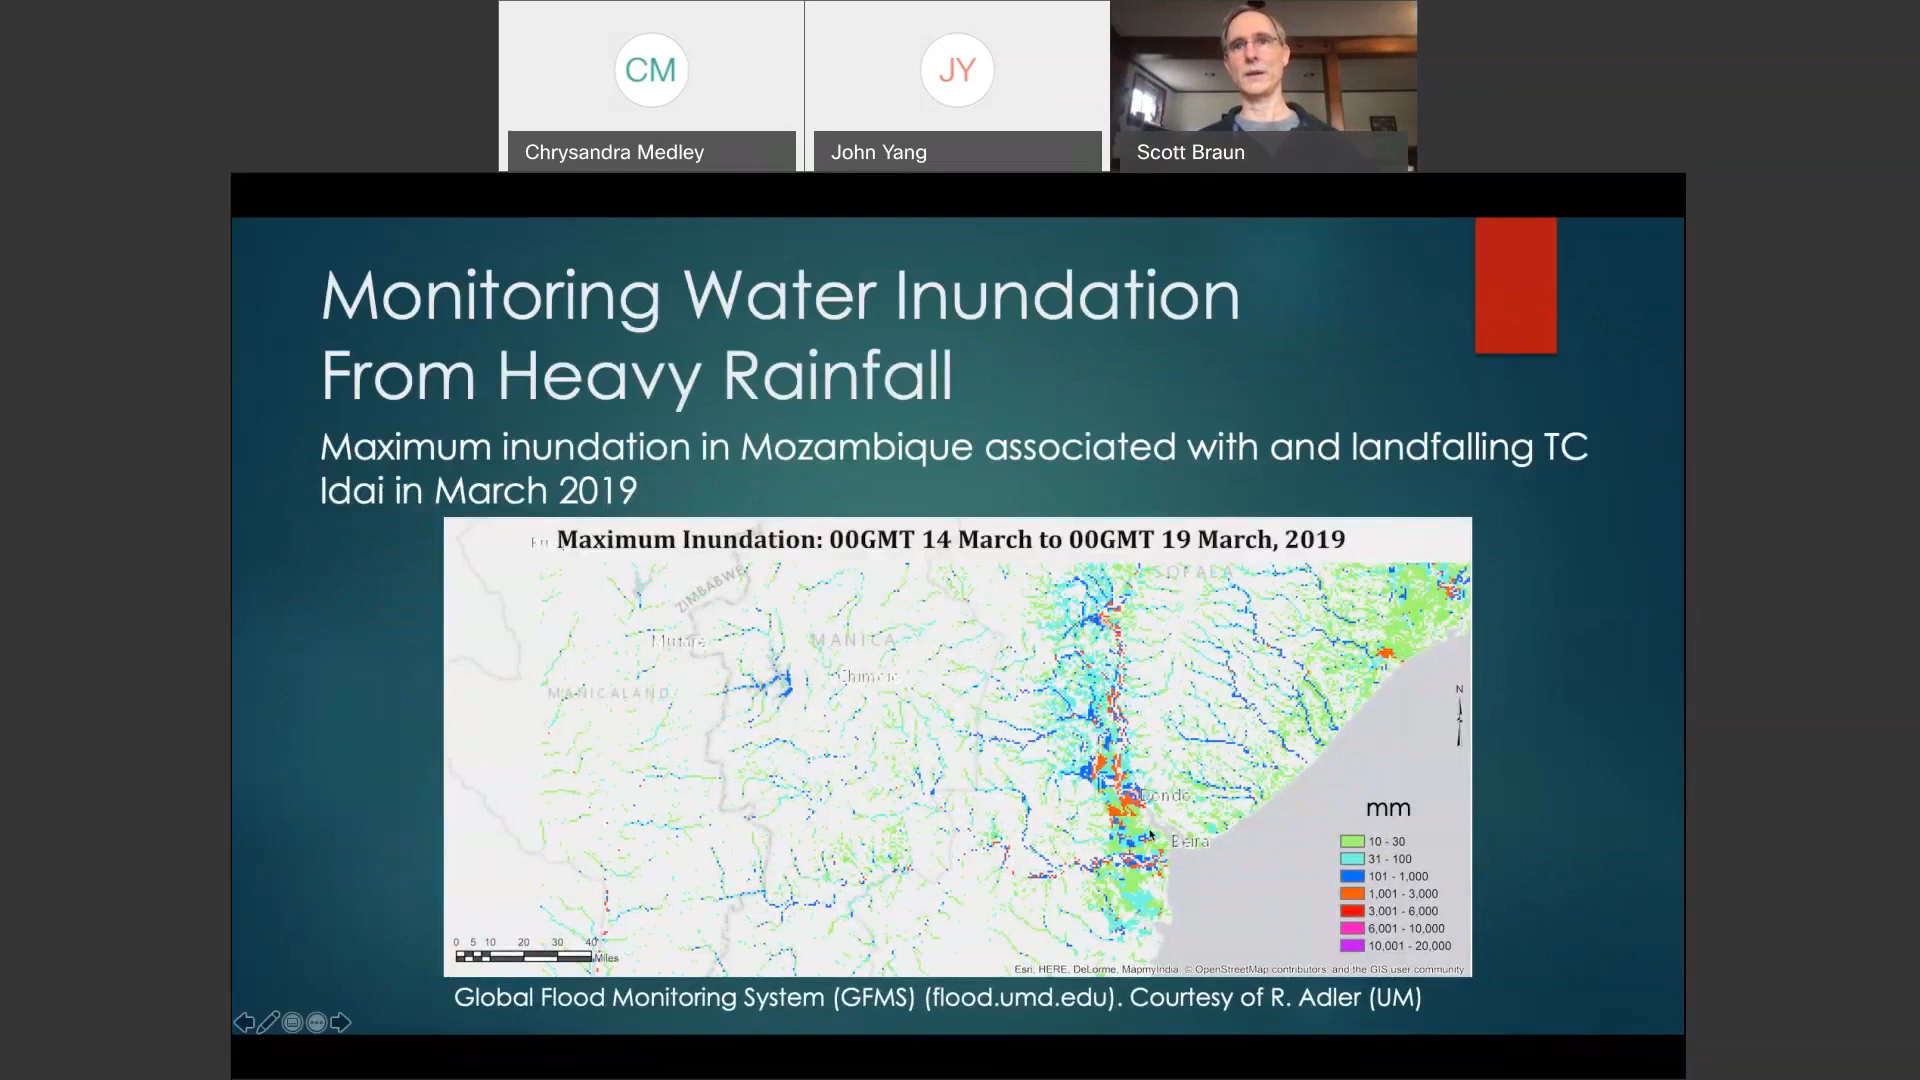 CM
JY
Chrysandra Medley
John Yang
Scott Braun
Monitoring Water Inundation
From Heavy Rainfall
Maximum inundation in Mozambique associated with and landfalling TC
Idai in March 2019
Maximum Inundation: 00GMT 14 March to 00GMT 19 March, 2019
SOFALA
ZIMBABWE
Mutare
MANICA
Chimoio
MANICALAND
N
Dondo
Beira
mm
10 - 30
31 - 100
101 - 1,000
1,001 - 3,000
3,001 - 6,000
6,001 - 10,000
10,001 - 20,000
0 5 10 20 30 40
Miles
Esri, HERE, DeLorme, MapmyIndia, © OpenStreetMap contributors, and the GIS user community
Global Flood Monitoring System (GFMS) (flood.umd.edu). Courtesy of R. Adler (UM)